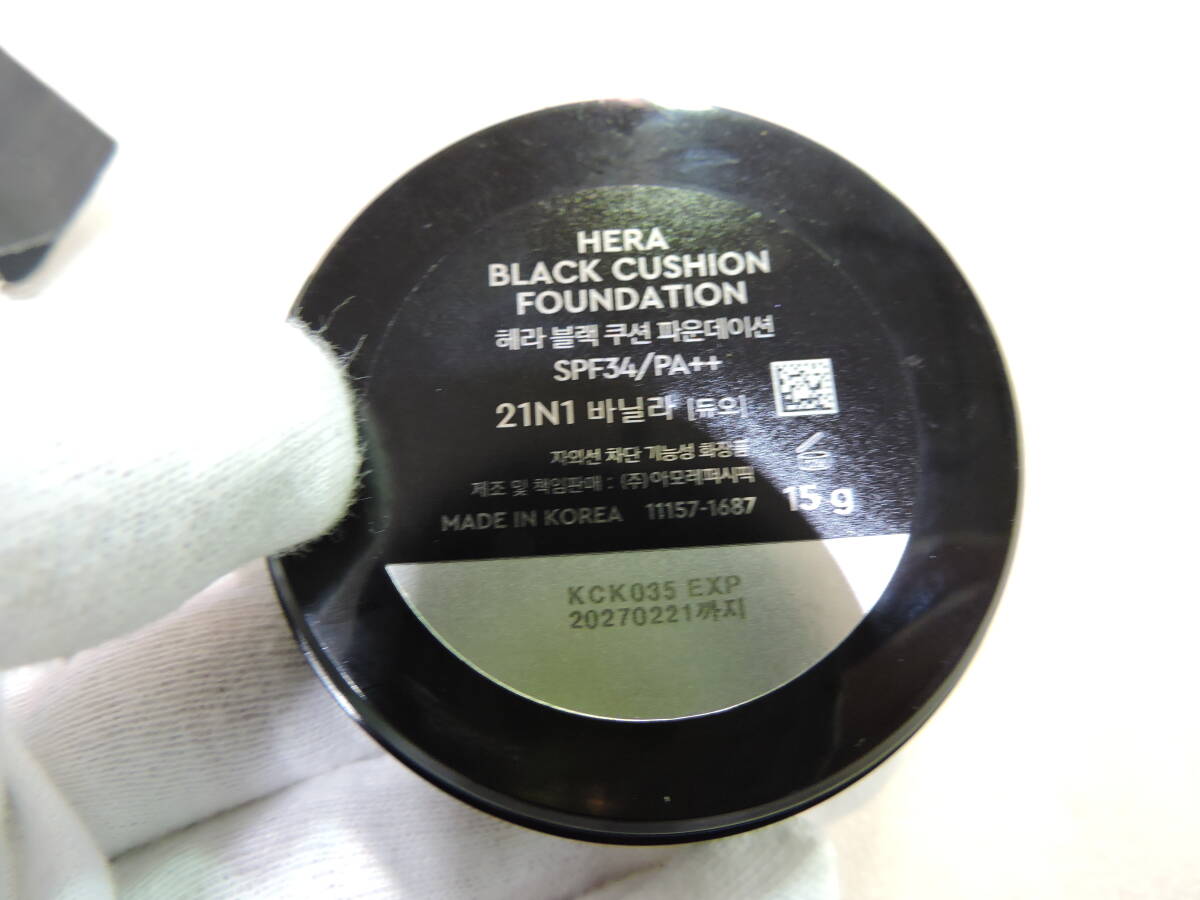 HERA
BLACK CUSHION
FOUNDATION
헤라 블랙 쿠션 파운데이션
SPF34/PA++
21N1 바닐라 [듀오]
자외선 차단 기능성 화장품
제조 및 책임판매 : (주)아모레퍼시픽
MADE IN KOREA 11157-1687
15 g
KCK035 EXP
20270221까지